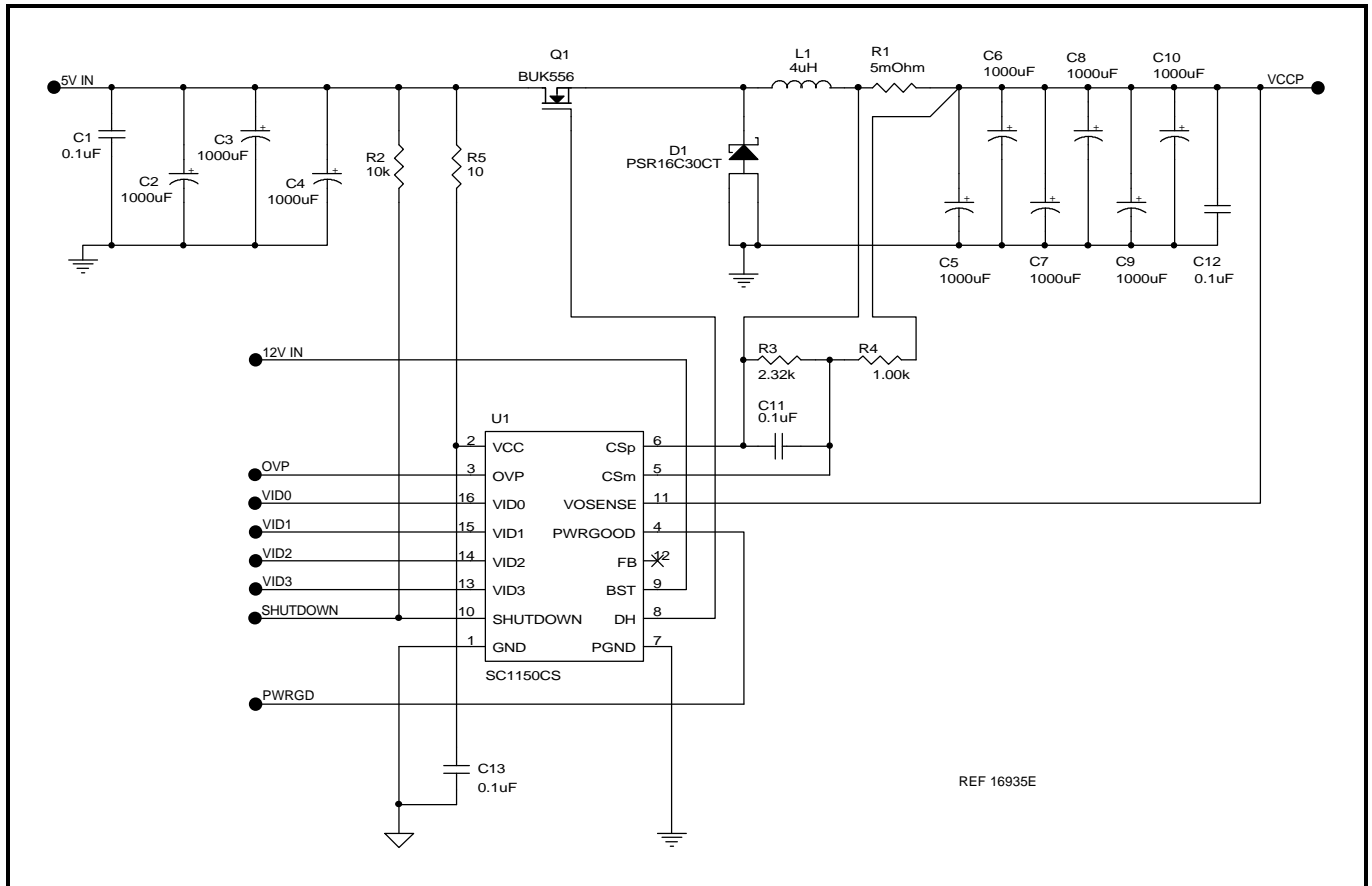 Q1
BUK556
L1
4uH
R1
5mOhm
C6
1000uF
C8
1000uF
C10
1000uF
5V IN
VCCP
C1
0.1uF
C3
1000uF
C2
1000uF
C4
1000uF
R2
10k
R5
10
D1
PSR16C30CT
C5
1000uF
C7
1000uF
C9
1000uF
C12
0.1uF
12V IN
R3
2.32k
R4
1.00k
C11
0.1uF
U1
2 VCC CSp 6
OVP 3 OVP CSm 5
VID0 16 VID0 VOSENSE 11
VID1 15 VID1 PWRGOOD 4
VID2 14 VID2 FB 12
VID3 13 VID3 BST 9
SHUTDOWN 10 SHUTDOWN DH 8
1 GND PGND 7
SC1150CS
PWRGD
C13
0.1uF
REF 16935E